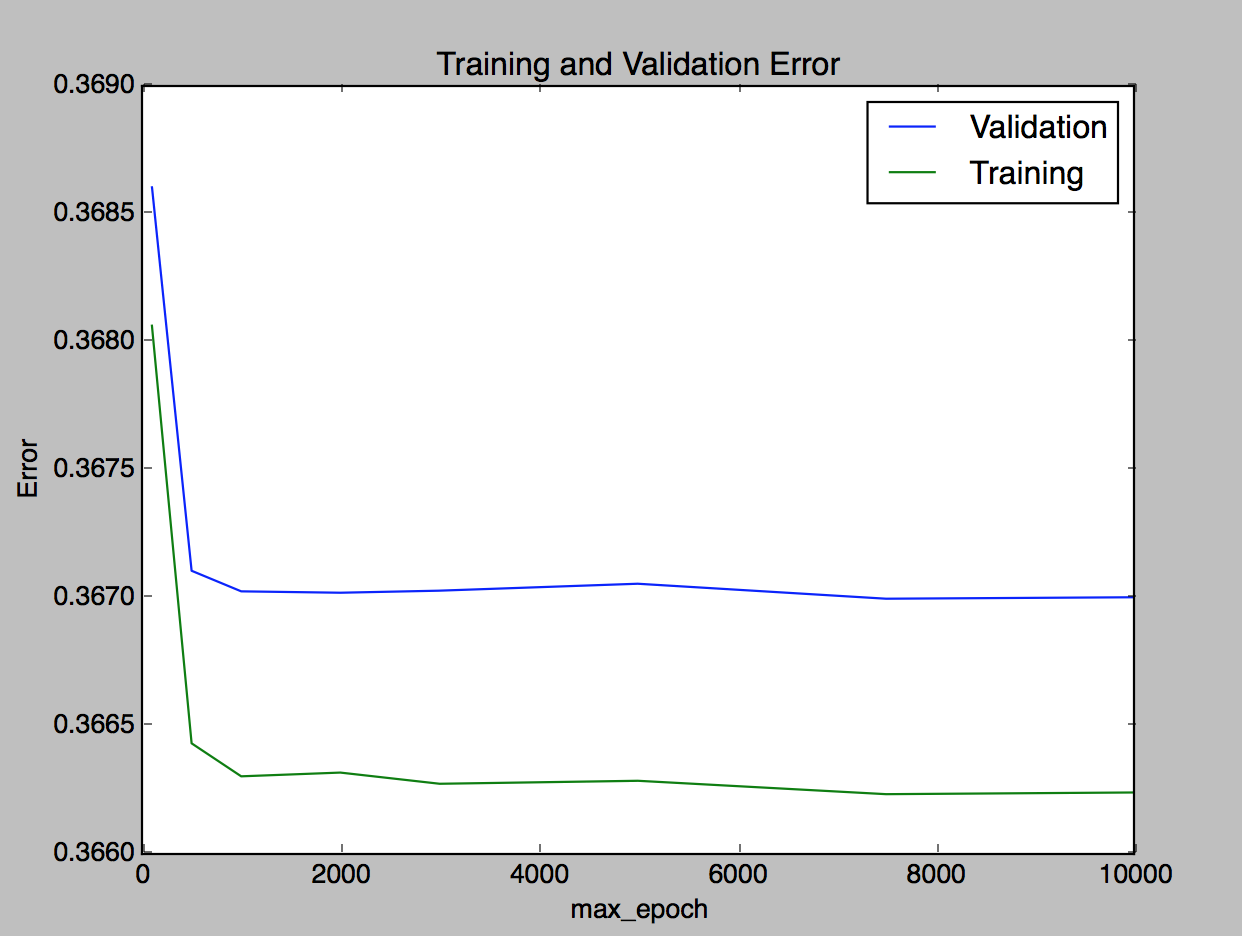 Training and Validation Error
Validation
Training
0.3690
0.3685
0.3680
0.3675
0.3670
0.3665
0.3660
Error
0 2000 4000 6000 8000 10000
max_epoch